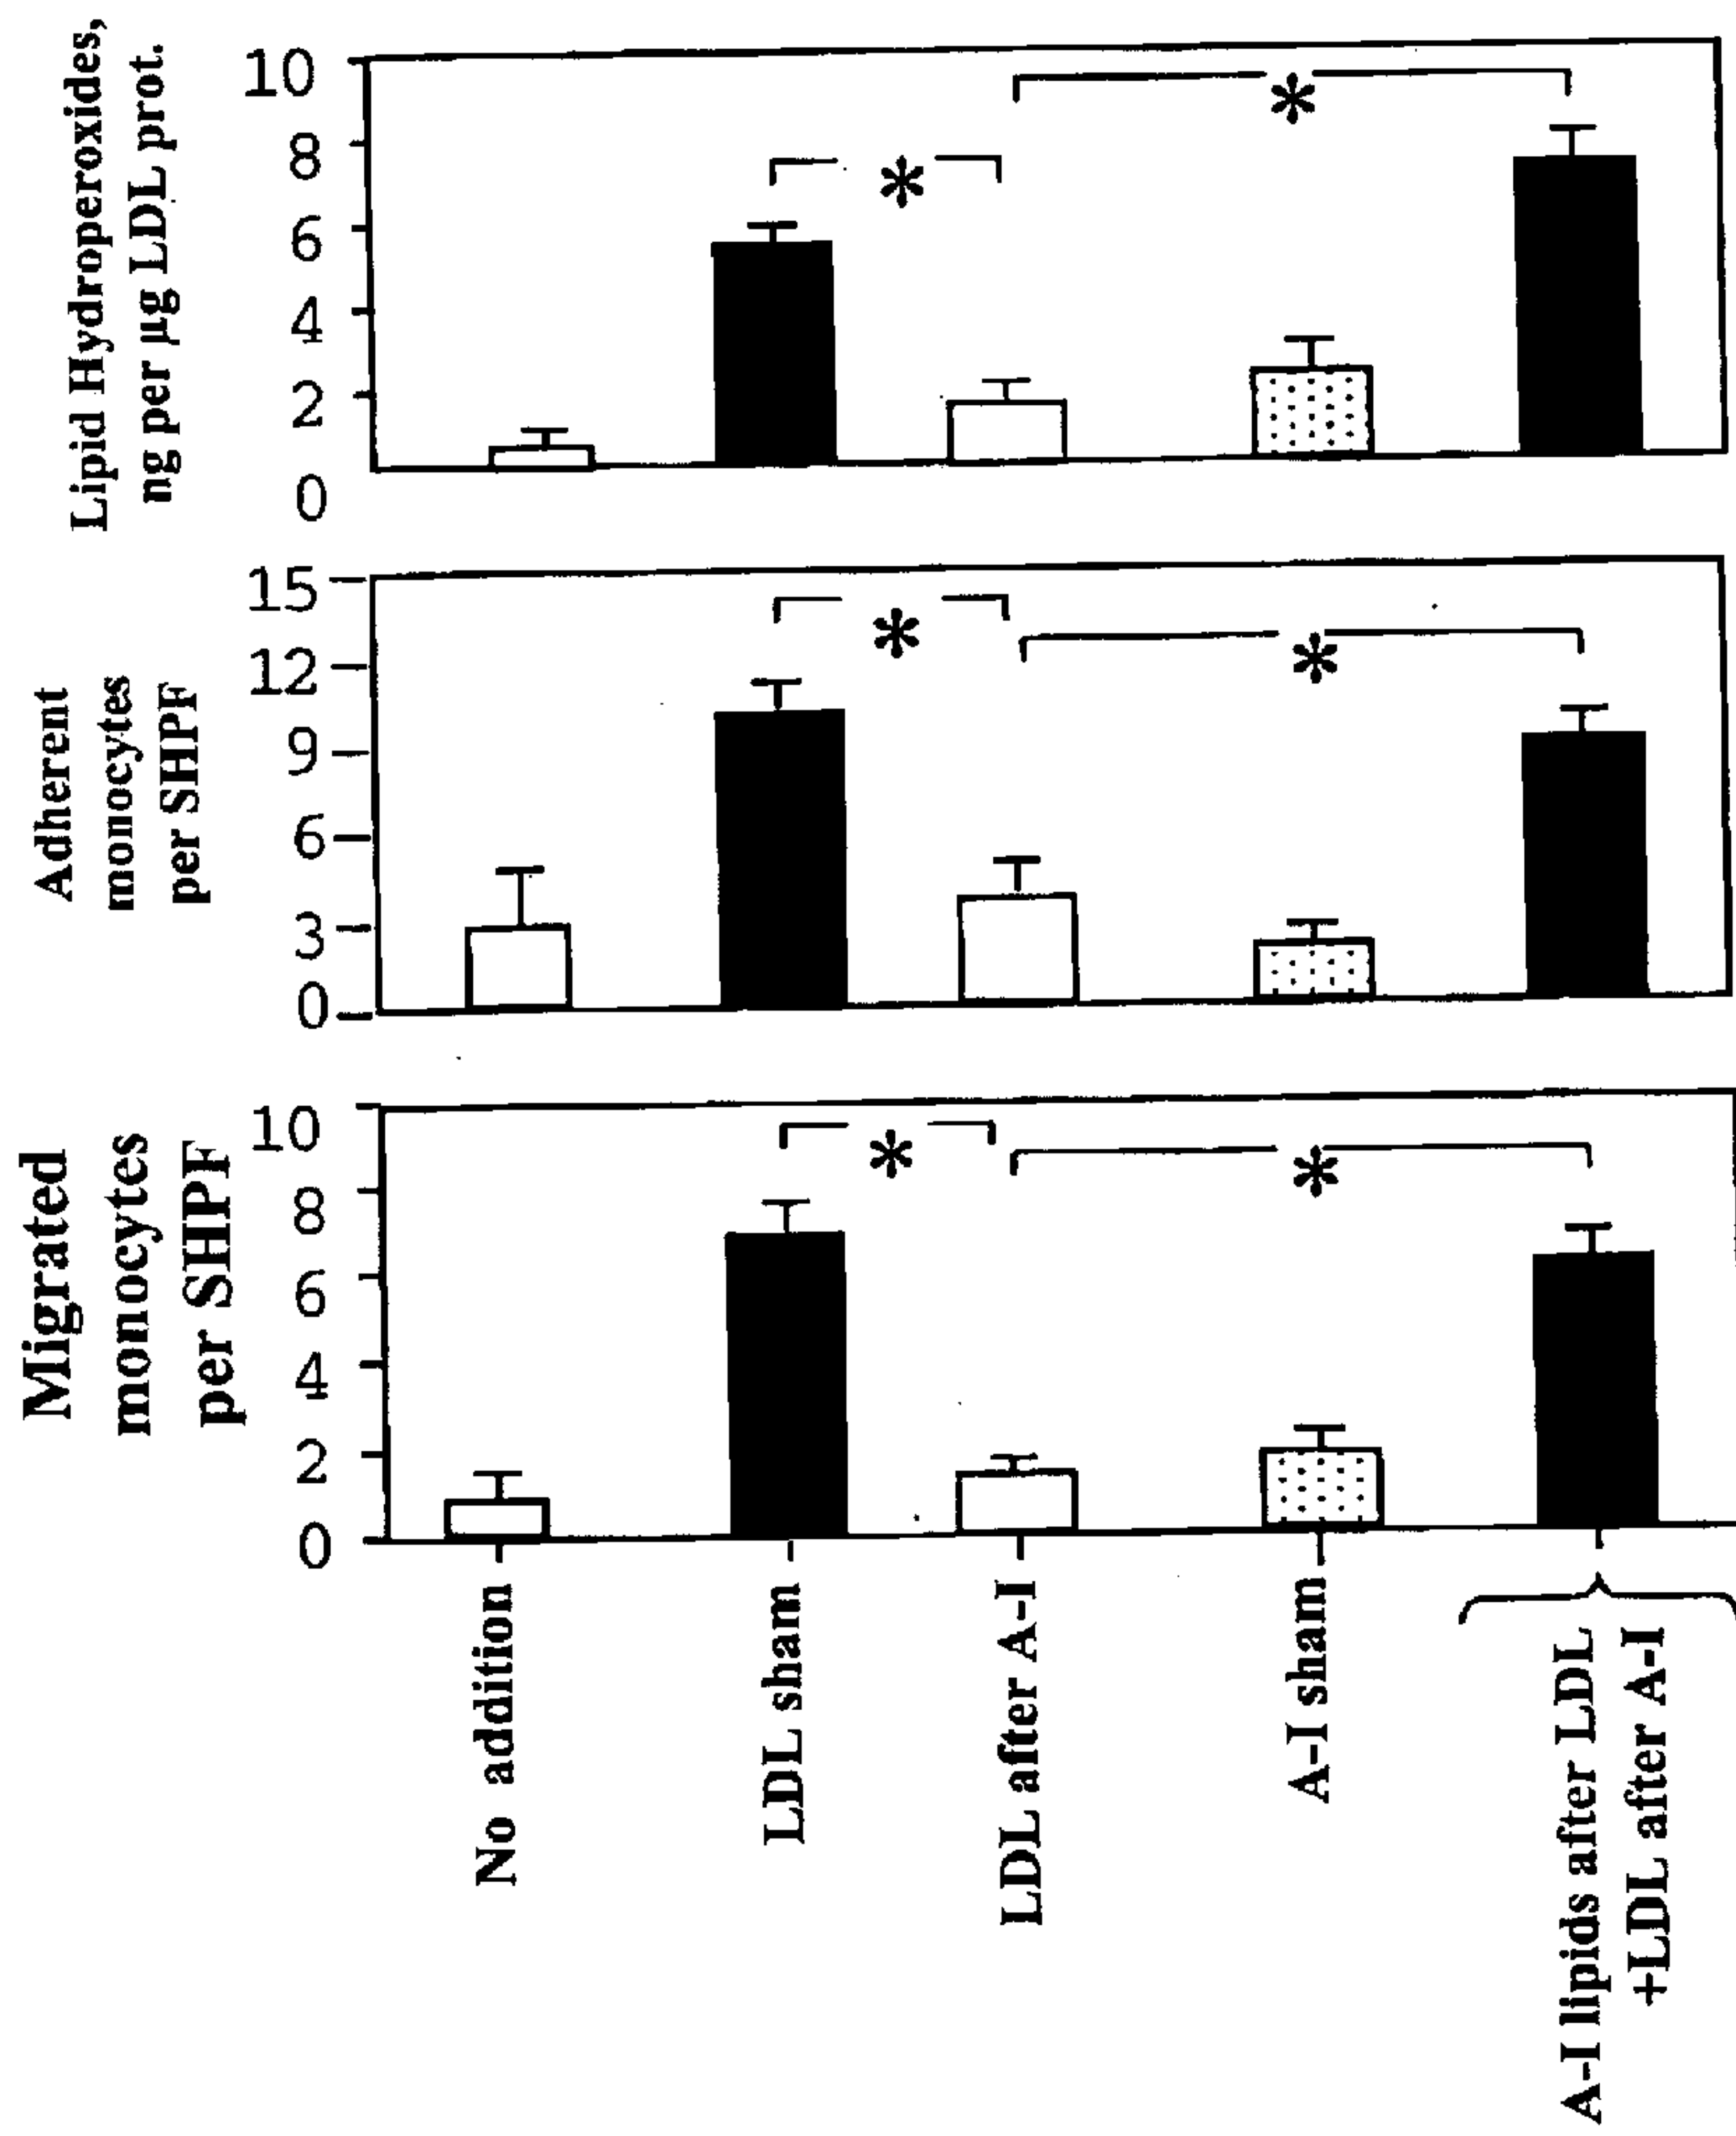 Lipid Hydroperoxides,
ng per µg LDL prot.
10
8
6
4
2
0
*
*
Adherent
monocytes
per SHPF
15
12
9
6
3
0
*
*
Migrated
monocytes
per SHPF
10
8
6
4
2
0
*
*
No addition
LDL sham
LDL after A-I
A-I sham
A-I lipids after LDL
+LDL after A-I